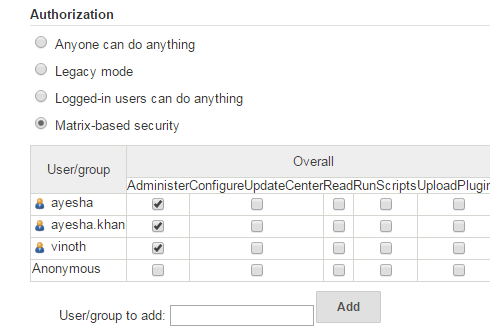 Authorization
Anyone can do anything
Legacy mode
Logged-in users can do anything
Matrix-based security
User/group
Overall
Administer ConfigureUpdateCenter Read RunScripts UploadPlugin
ayesha
ayesha.khan
vinoth
Anonymous
User/group to add: Add